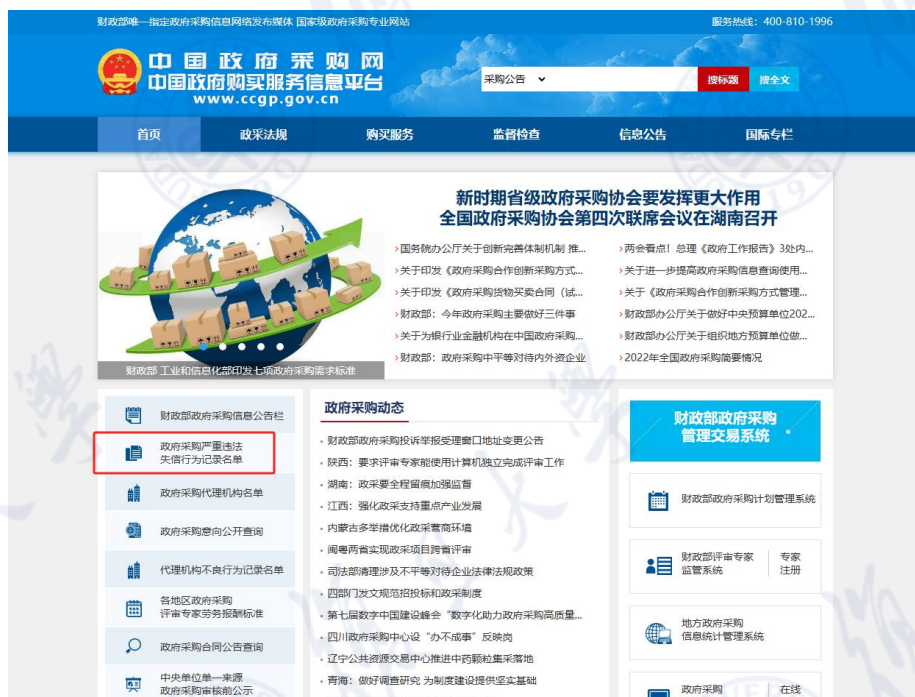 财政部唯一指定政府采购信息网络发布媒体 国家级政府采购专业网站
服务热线：400-810-1996
中国政府采购网
中国政府购买服务信息平台
www.ccgp.gov.cn
采购公告
搜标题
搜全文
首页
政采法规
购买服务
监督检查
信息公告
国际专栏
新时期省级政府采购协会要发挥更大作用
全国政府采购协会第四次联席会议在湖南召开
国务院办公厅关于创新完善体制机制 推...
关于印发《政府采购合作创新采购方式...
关于印发《政府采购货物买卖合同（试...
财政部：今年政府采购主要做好三件事
关于为银行业金融机构在中国政府采购...
财政部：政府采购中平等对待内外资企业
两会看点！总理《政府工作报告》3处内...
关于进一步提高政府采购信息查询使用...
关于《政府采购合作创新采购方式管理...
财政部办公厅关于做好中央预算单位202...
财政部办公厅关于组织地方预算单位做...
2022年全国政府采购简要情况
财政部 工业和信息化部印发七项政府采购需求标准
财政部政府采购信息公告栏
政府采购严重违法
失信行为记录名单
政府采购代理机构名单
政府采购意向公开查询
代理机构不良行为记录名单
各地区政府采购
评审专家劳务报酬标准
政府采购合同公告查询
中央单位单一来源
政府采购审核前公示
政府采购动态
财政部政府采购投诉举报受理窗口地址变更公告
陕西：要求评审专家能使用计算机独立完成评审工作
湖南：政采要全程留痕加强监督
江西：强化政采支持重点产业发展
内蒙古多举措优化政采营商环境
闽粤两省实现政采项目跨省评审
司法部清理涉及不平等对待企业法律法规政策
四部门发文规范招投标和政采制度
第七届数字中国建设峰会“数字化助力政府采购高质量...
四川政府采购中心设“办不成事”反映岗
辽宁公共资源交易中心推进中药颗粒集采落地
青海：做好调查研究 为制度建设提供坚实基础
财政部政府采购
管理交易系统
财政部政府采购计划管理系统
财政部评审专家
监管系统
专家
注册
地方政府采购
信息统计管理系统
政府采购
在线